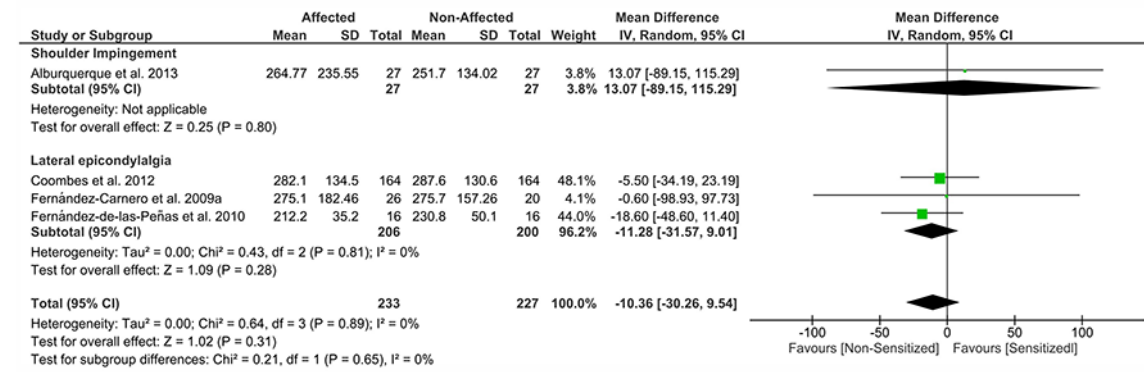 Affected Non-Affected Mean Difference Mean Difference
Study or Subgroup Mean SD Total Mean SD Total Weight IV, Random, 95% CI IV, Random, 95% CI
Shoulder Impingement
Alburquerque et al. 2013 264.77 235.55 27 251.7 134.02 27 3.8% 13.07 [-89.15, 115.29]
Subtotal (95% CI) 27 27 3.8% 13.07 [-89.15, 115.29]
Heterogeneity: Not applicable
Test for overall effect: Z = 0.25 (P = 0.80)
Lateral epicondylalgia
Coombes et al. 2012 282.1 134.5 164 287.6 130.6 164 48.1% -5.50 [-34.19, 23.19]
Fernández-Carnero et al. 2009a 275.1 182.46 26 275.7 157.26 20 4.1% -0.60 [-98.93, 97.73]
Fernández-de-las-Peñas et al. 2010 212.2 35.2 16 230.8 50.1 16 44.0% -18.60 [-48.60, 11.40]
Subtotal (95% CI) 206 200 96.2% -11.28 [-31.57, 9.01]
Heterogeneity: Tau² = 0.00; Chi² = 0.43, df = 2 (P = 0.81); I² = 0%
Test for overall effect: Z = 1.09 (P = 0.28)
Total (95% CI) 233 227 100.0% -10.36 [-30.26, 9.54]
Heterogeneity: Tau² = 0.00; Chi² = 0.64, df = 3 (P = 0.89); I² = 0%
Test for overall effect: Z = 1.02 (P = 0.31)
Test for subgroup differences: Chi² = 0.21, df = 1 (P = 0.65), I² = 0%
-100 -50 0 50 100
Favours [Non-Sensitized] Favours [Sensitized]